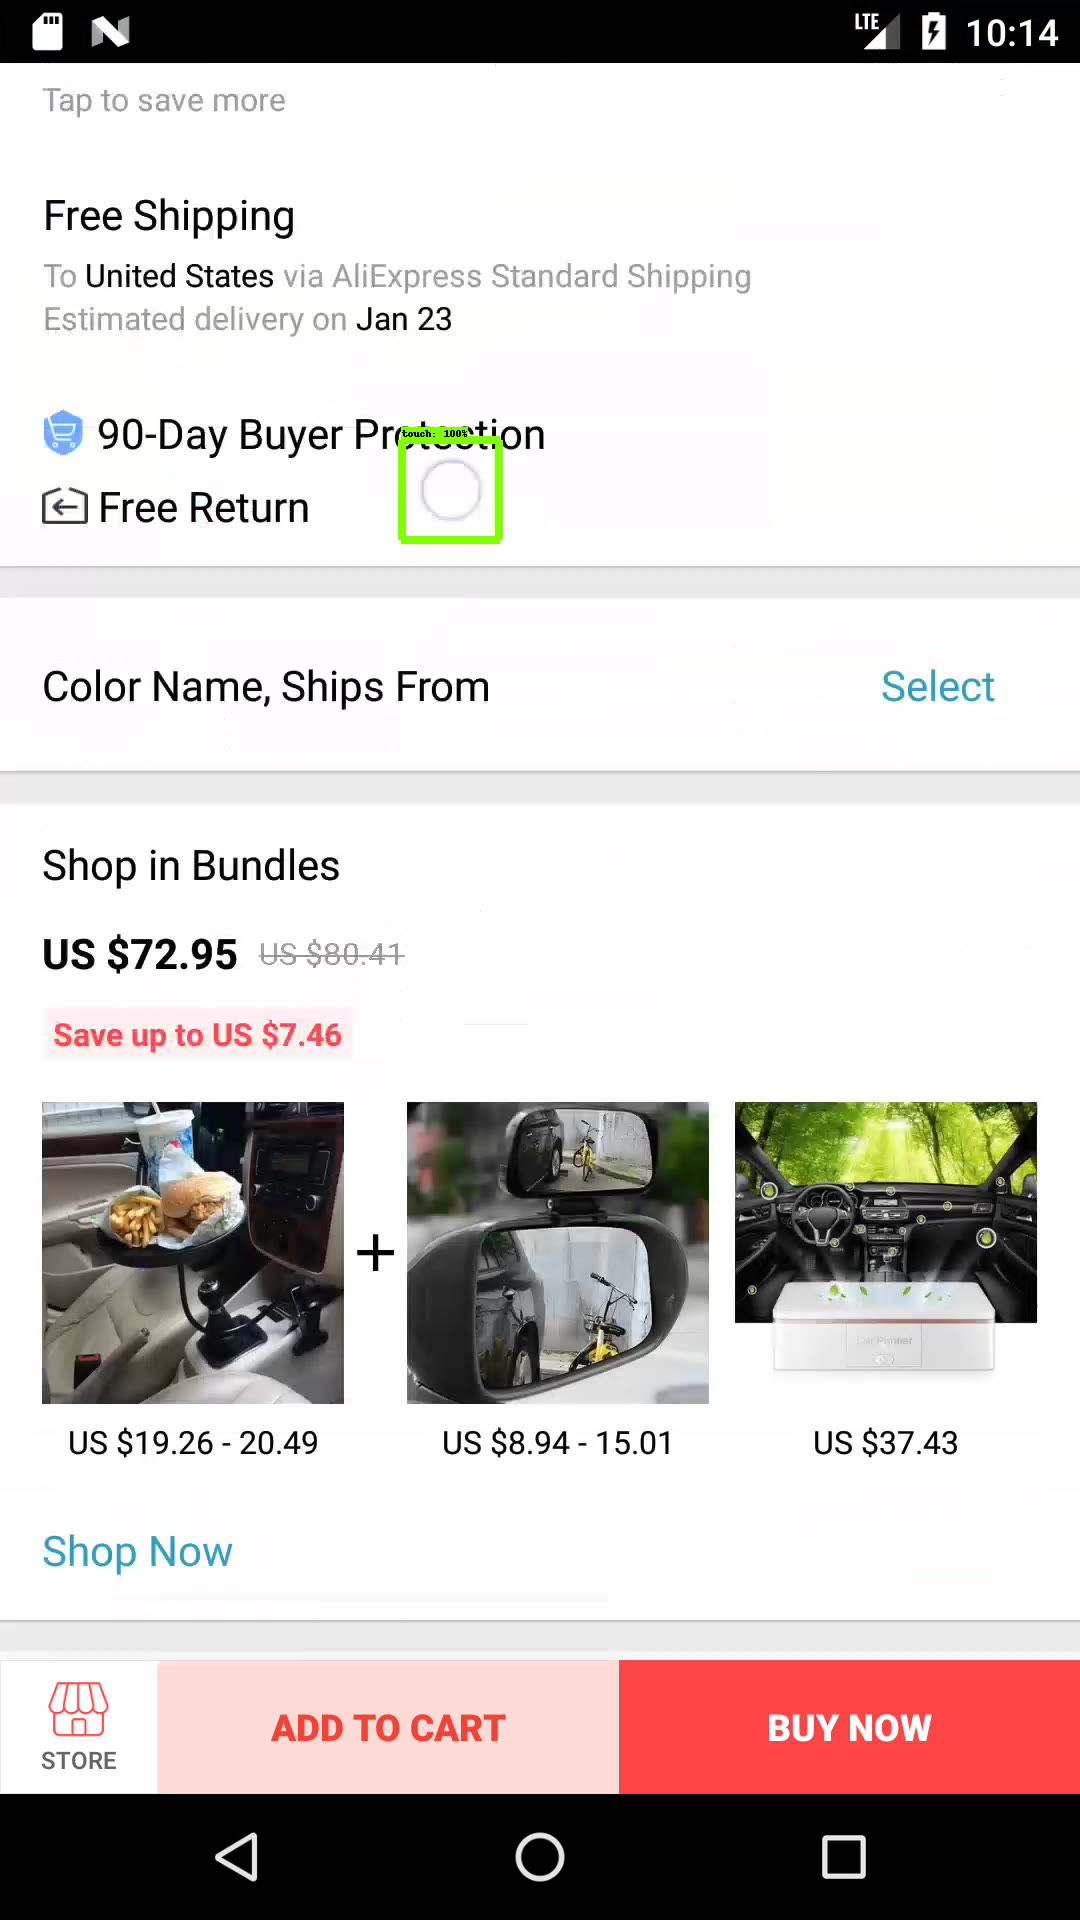 LTE 10:14
Tap to save more
Free Shipping
To United States via AliExpress Standard Shipping
Estimated delivery on Jan 23
90-Day Buyer Protection
touch: 100%
Free Return
Color Name, Ships From Select
Shop in Bundles
US $72.95 US $80.41
Save up to US $7.46
+
Car Purifier
US $19.26 - 20.49 US $8.94 - 15.01 US $37.43
Shop Now
STORE ADD TO CART BUY NOW